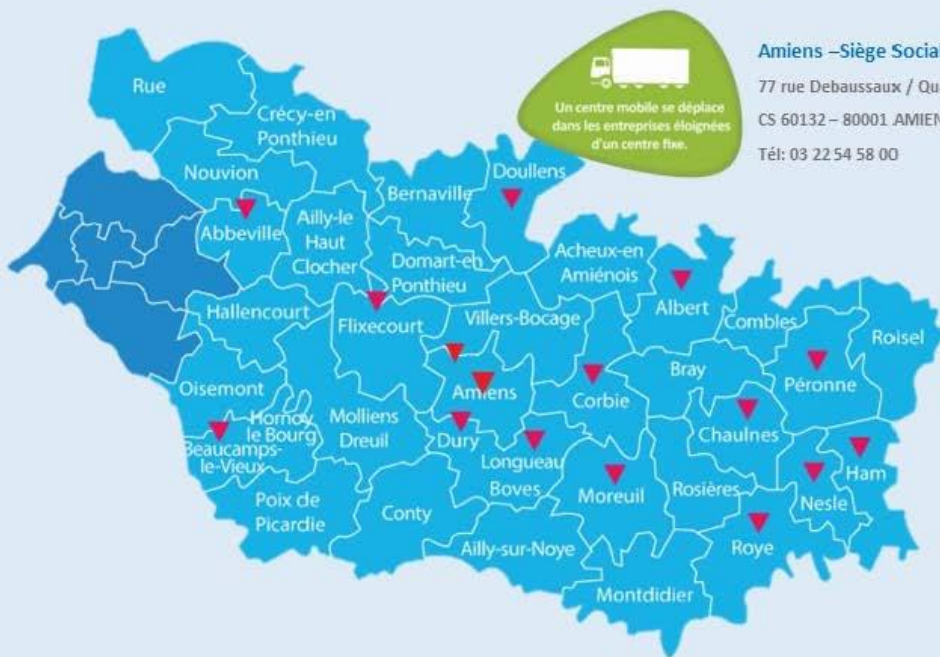 Amiens –Siège Socia
77 rue Debaussaux / Qu
CS 60132 – 80001 AMIEN
Tél: 03 22 54 58 00
Un centre mobile se déplace
dans les entreprises éloignées
d'un centre fixe.
Rue
Crécy-en
Ponthieu
Nouvion
Bernaville
Doullens
Abbeville
Ailly-le
Haut
Clocher
Domart-en
Ponthieu
Acheux-en
Amiénois
Albert
Hallencourt
Flixecourt
Villers-Bocage
Combles
Roisel
Oisemont
Amiens
Corbie
Bray
Péronne
Hornoy
le Bourg
Molliens
Dreuil
Dury
Chaulnes
Beaucamps-
le-Vieux
Longueau
Boves
Moreuil
Rosières
Nesle
Ham
Poix de
Picardie
Conty
Ailly-sur-Noye
Roye
Montdidier